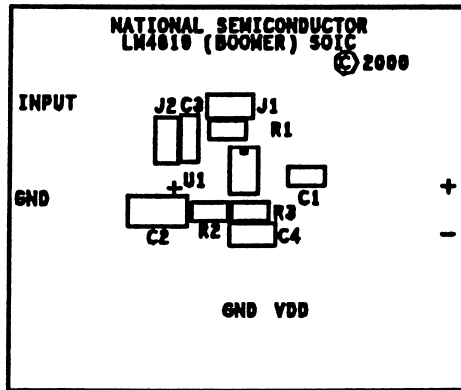 NATIONAL SEMICONDUCTOR
LM4819 (BOOMER) SOIC
© 2000
INPUT
J2 C3 J1
R1
U1
GND + C1 +
C2 R2 R3 C4 -
GND VDD